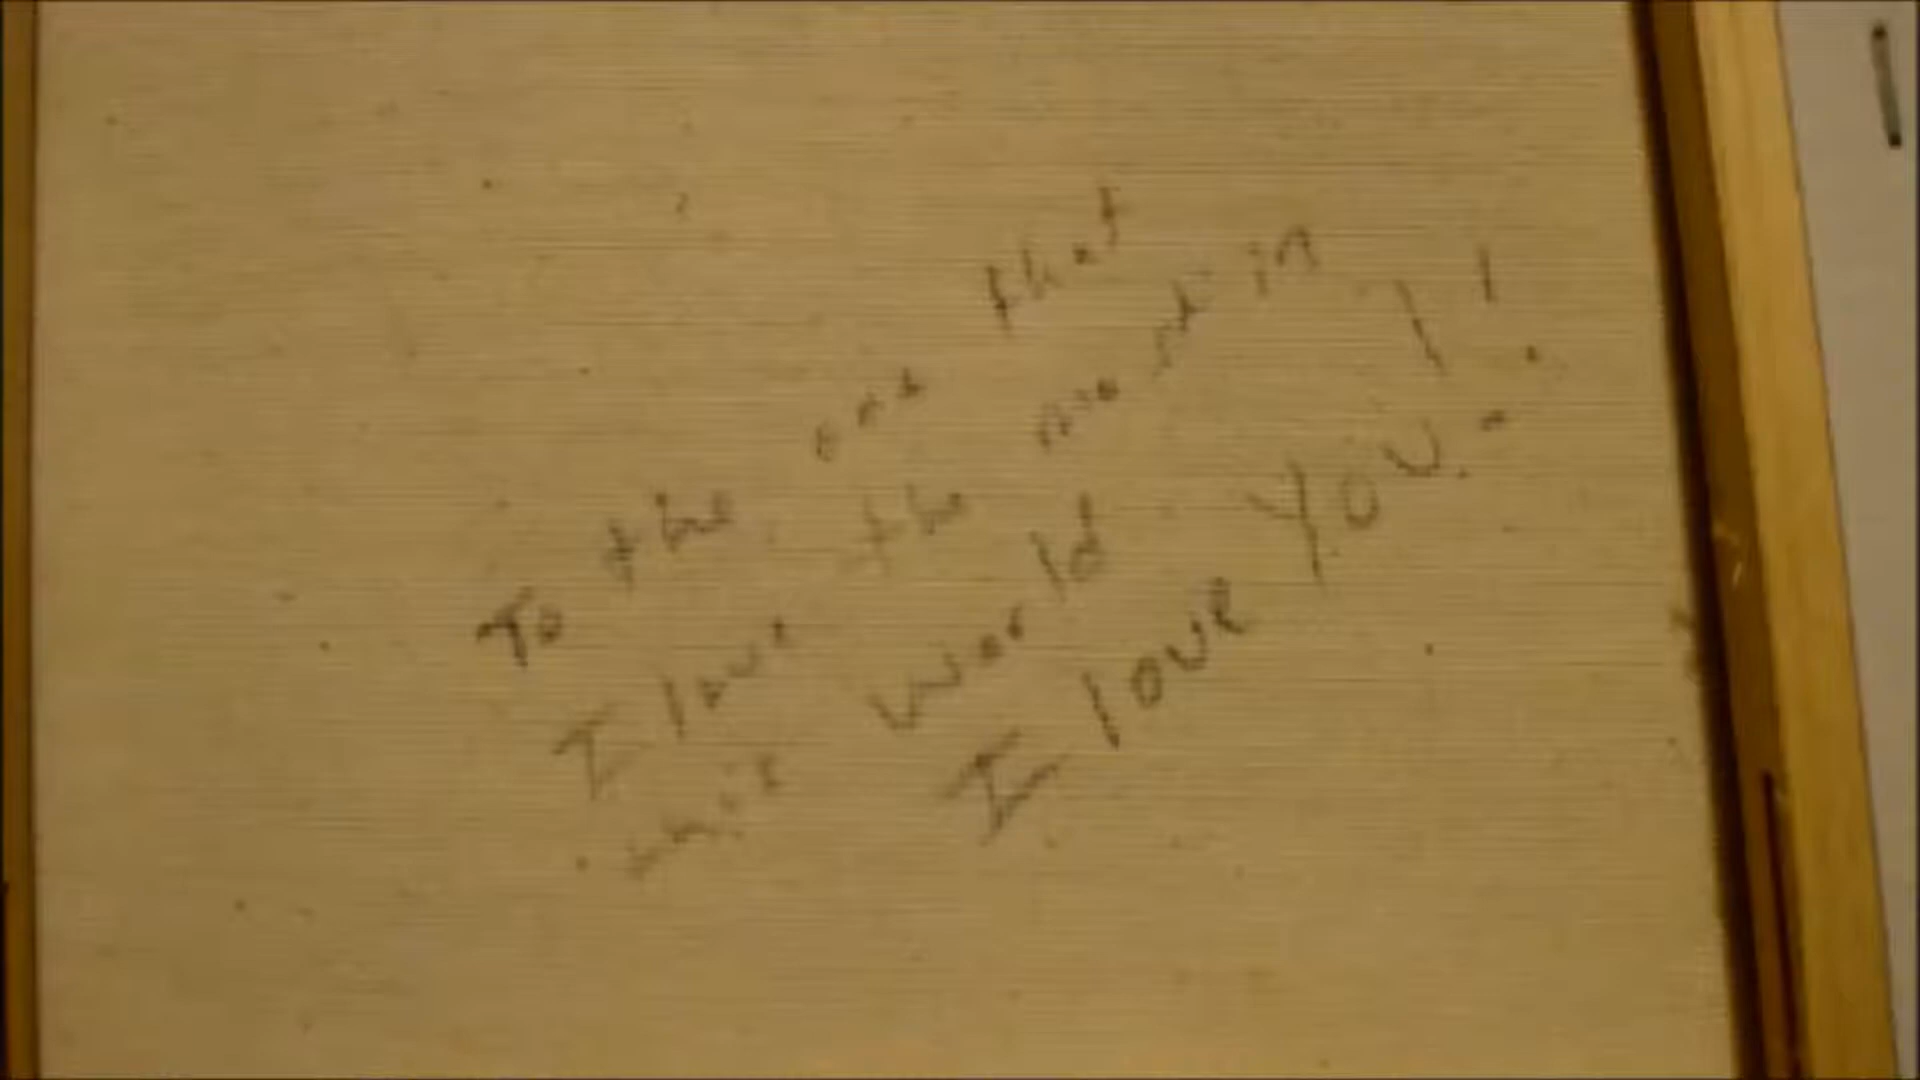 To the one that
I love the most in
this world
I love you!!